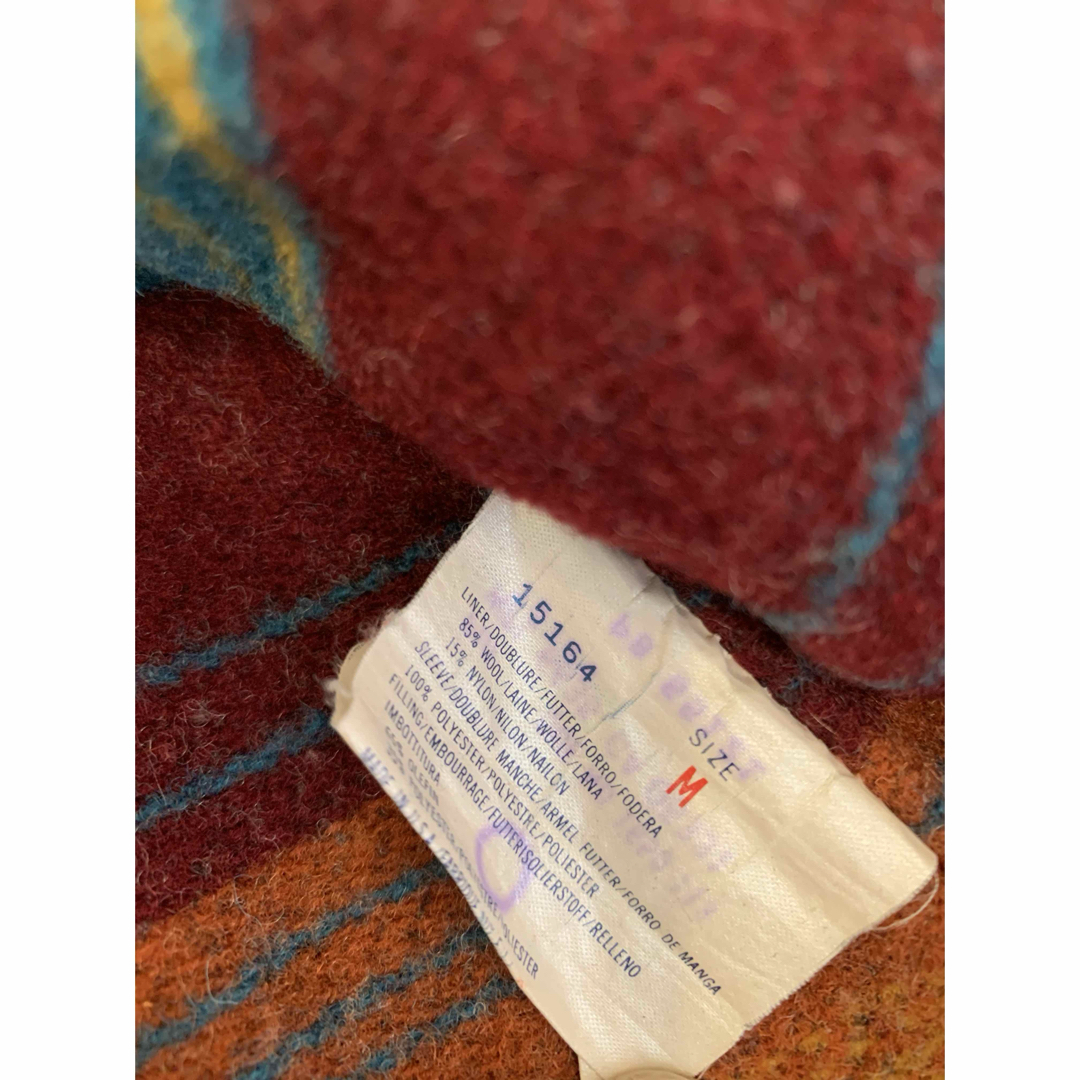 15164
LINER/DOUBLURE/FUTTER/FORRO/FODERA
85% WOOL/LAINE/WOLLE/LANA
15% NYLON/NILON/NAILON
SLEEVE/DOUBLURE MANCHE/ARMEL FUTTER/FORRO DE MANGA
100% POLYESTER/POLYESTRE/POLIESTER
FILLING/EMBOURRAGE/FUTTERISOLIERSTOFF/RELLENO
IMBOTTITURA
OLEFIN
SIZE
M